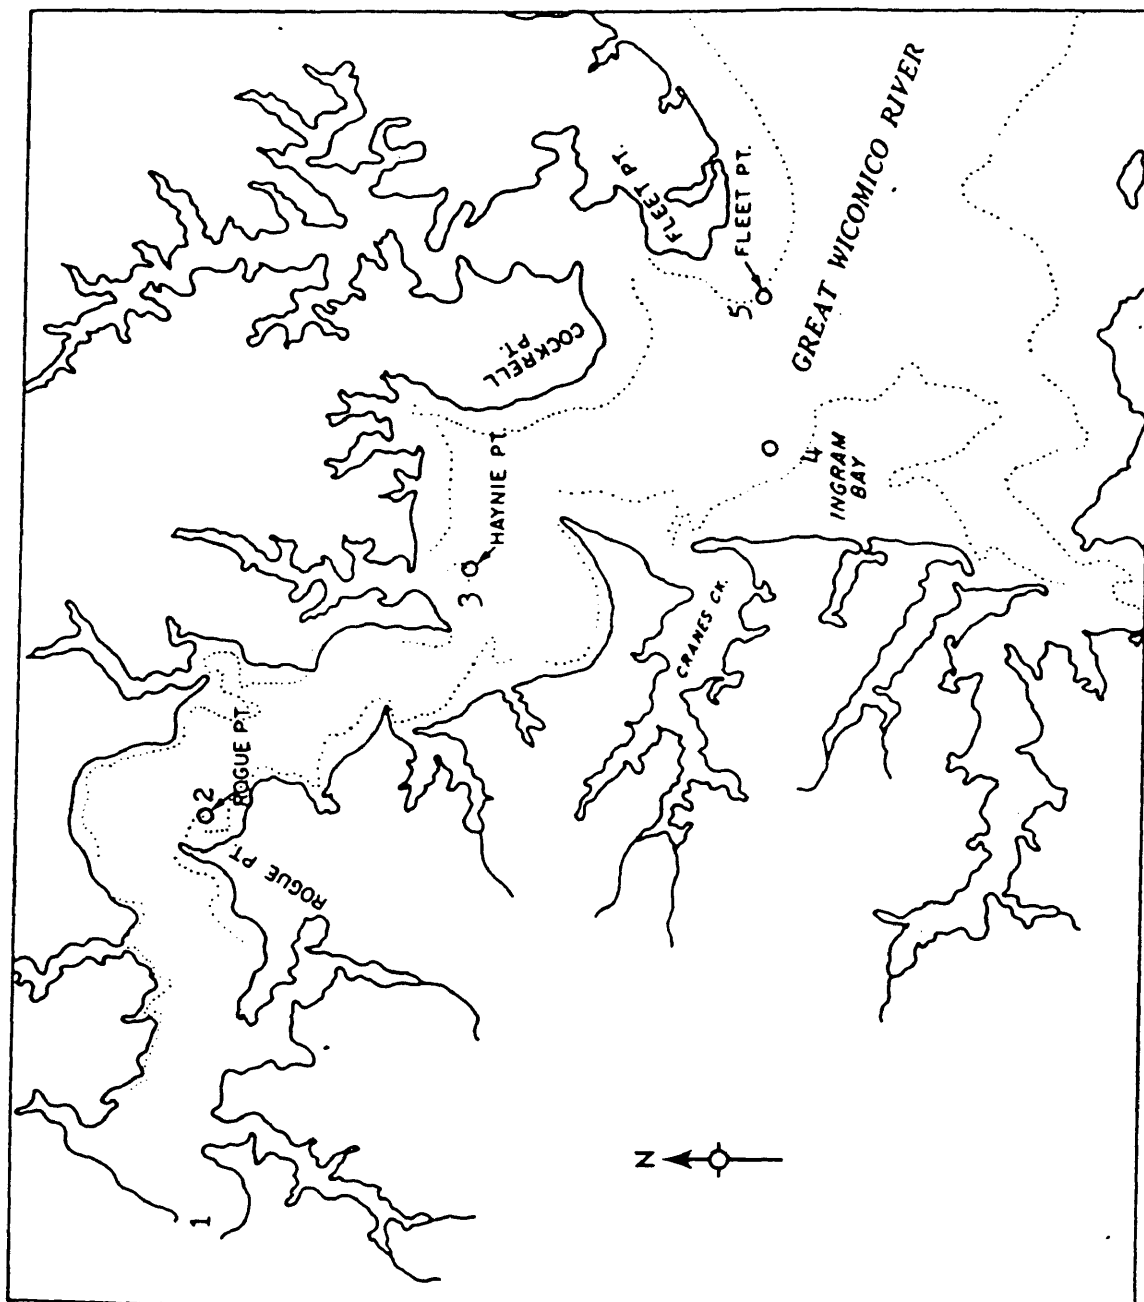 FLEET PT.
FLEET PT.
GREAT WICOMICO RIVER
5
COCKRELL
PT.
HAYNIE PT.
3
4
INGRAM
BAY
CRANES CK.
2
ROGUE PT.
ROGUE PT
N
1